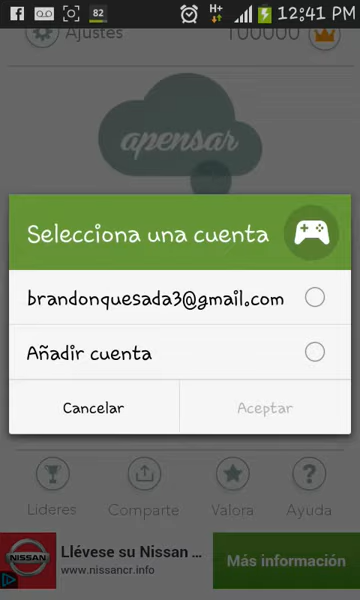 82
H+
12:41 PM
Ajustes
100000
apensar
Selecciona una cuenta
brandonquesada3@gmail.com
Añadir cuenta
Cancelar
Aceptar
Lideres
Comparte
Valora
?
Ayuda
NISSAN
Llévese su Nissan ...
www.nissancr.info
Más información